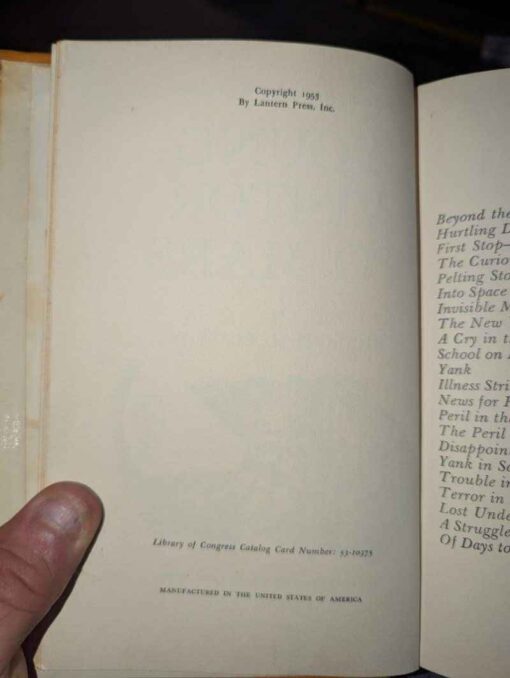 Copyright 1953
By Lantern Press, Inc.
Library of Congress Catalog Card Number: 53-10375
MANUFACTURED IN THE UNITED STATES OF AMERICA
Beyond the
Hurtling
First Stop—
The Curio
Pelting Sto
Into Space
Invisible M
The New
A Cry in t
School on
Yank
Illness Stri
News for
Peril in th
The Peril
Disappoin
Yank in S
Trouble in
Terror in
Lost Unde
A Struggle
Of Days to